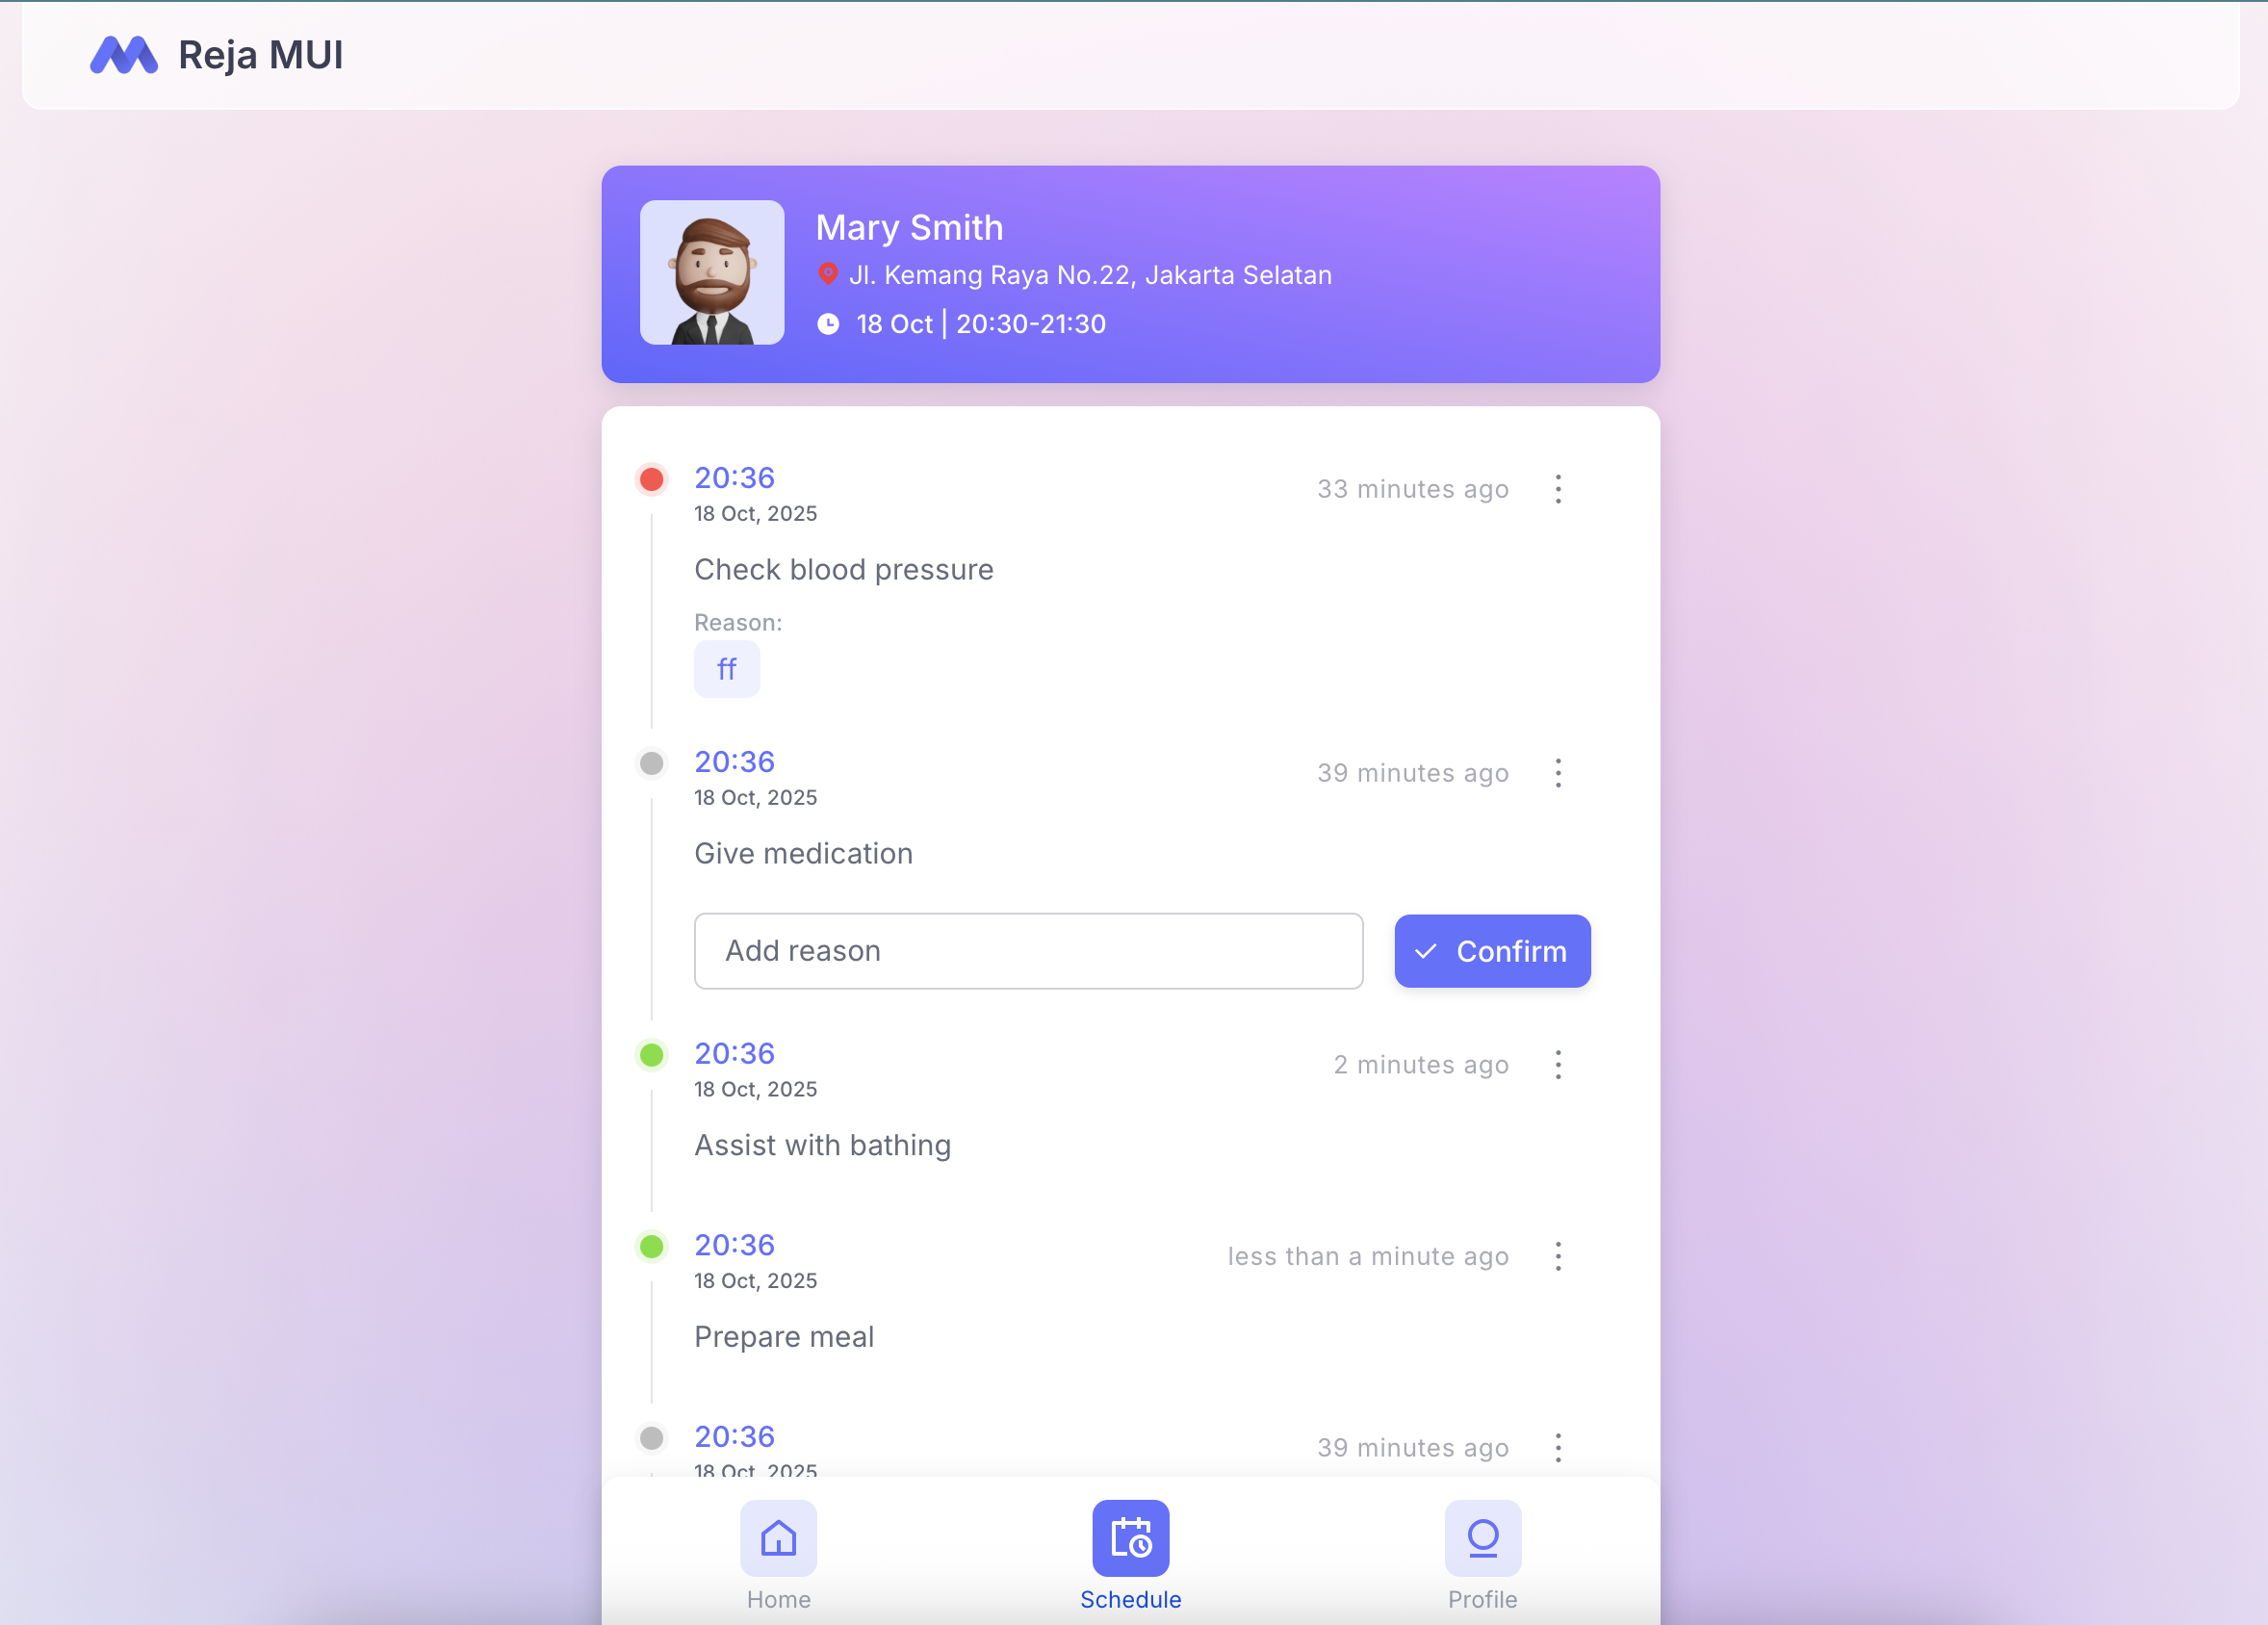 Reja MUI
Mary Smith
Jl. Kemang Raya No.22, Jakarta Selatan
18 Oct | 20:30-21:30
20:36
33 minutes ago
18 Oct, 2025
Check blood pressure
Reason:
ff
20:36
39 minutes ago
18 Oct, 2025
Give medication
Add reason
Confirm
20:36
2 minutes ago
18 Oct, 2025
Assist with bathing
20:36
less than a minute ago
18 Oct, 2025
Prepare meal
20:36
39 minutes ago
18 Oct, 2025
Home
Schedule
Profile